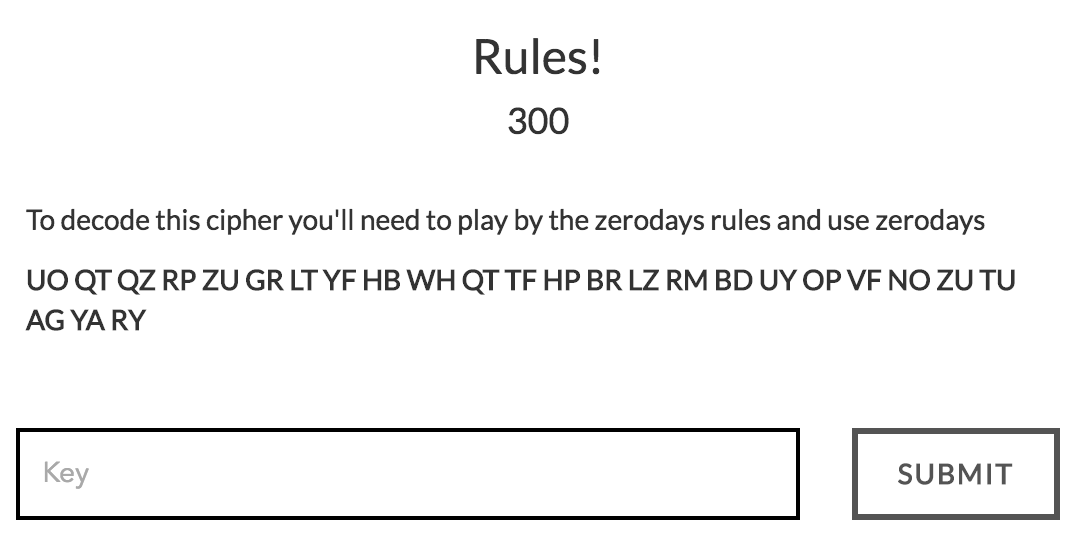 Rules!
300
To decode this cipher you'll need to play by the zerodays rules and use zerodays
UO QT QZ RP ZU GR LT YF HB WH QT TF HP BR LZ RM BD UY OP VF NO ZU TU
AG YA RY
Key
SUBMIT